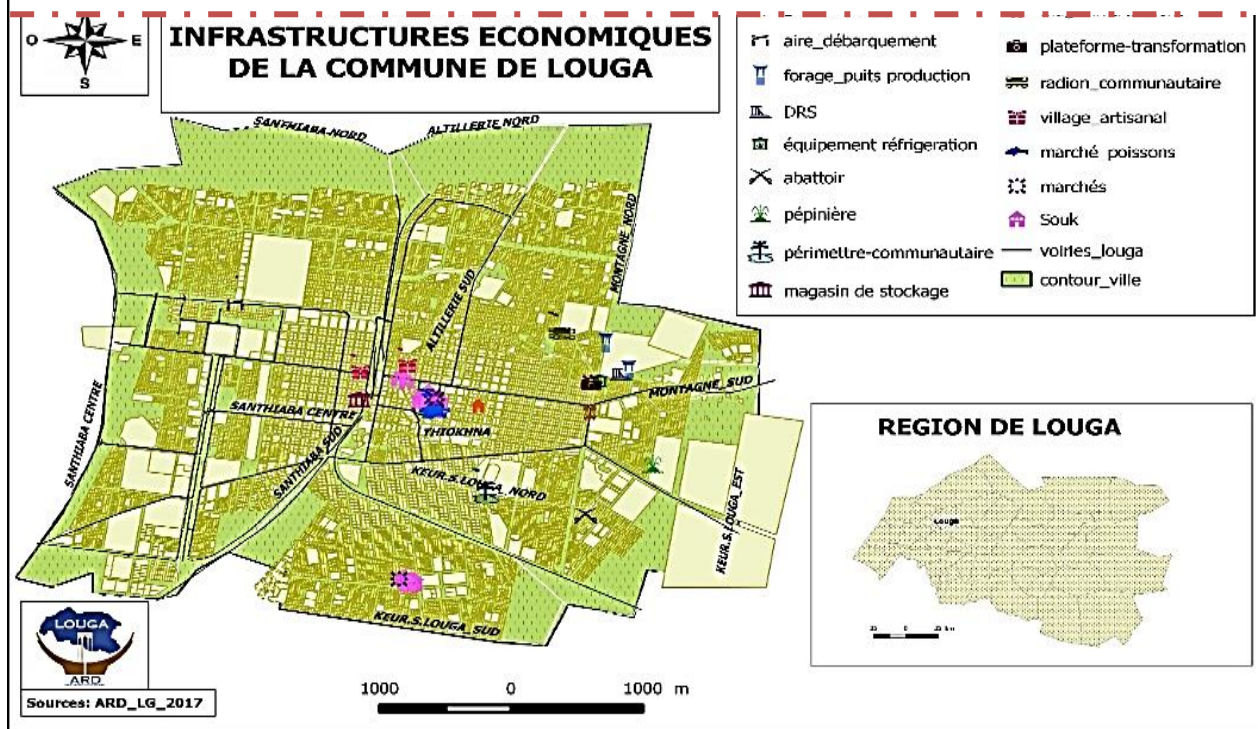 O
E
S
INFRASTRUCTURES ECONOMIQUES
DE LA COMMUNE DE LOUGA
aire_débarquement
forage_puits production
DRS
équipement réfrigeration
abattoir
pépinière
périmettre-communautaire
magasin de stockage
plateforme-transformation
radion_communautaire
village_artisanal
marché poissons
marchés
Souk
voiries_louga
contour_ville
SANTHIABA NORD
ALTILLERIE NORD
MONTAGNE_NORD
ALTILLERIE SUD
MONTAGNE_SUD
SANTHIABA CENTRE
SANTHIABA CENTRE
THIOKHNA
SANTHIABA SUD
KEUR.S.LOUGA_NORD
KEUR.S.LOUGA_EST
KEUR.S.LOUGA_SUD
REGION DE LOUGA
Louga
LOUGA
ARD
Sources: ARD_LG_2017
1000 0 1000 m